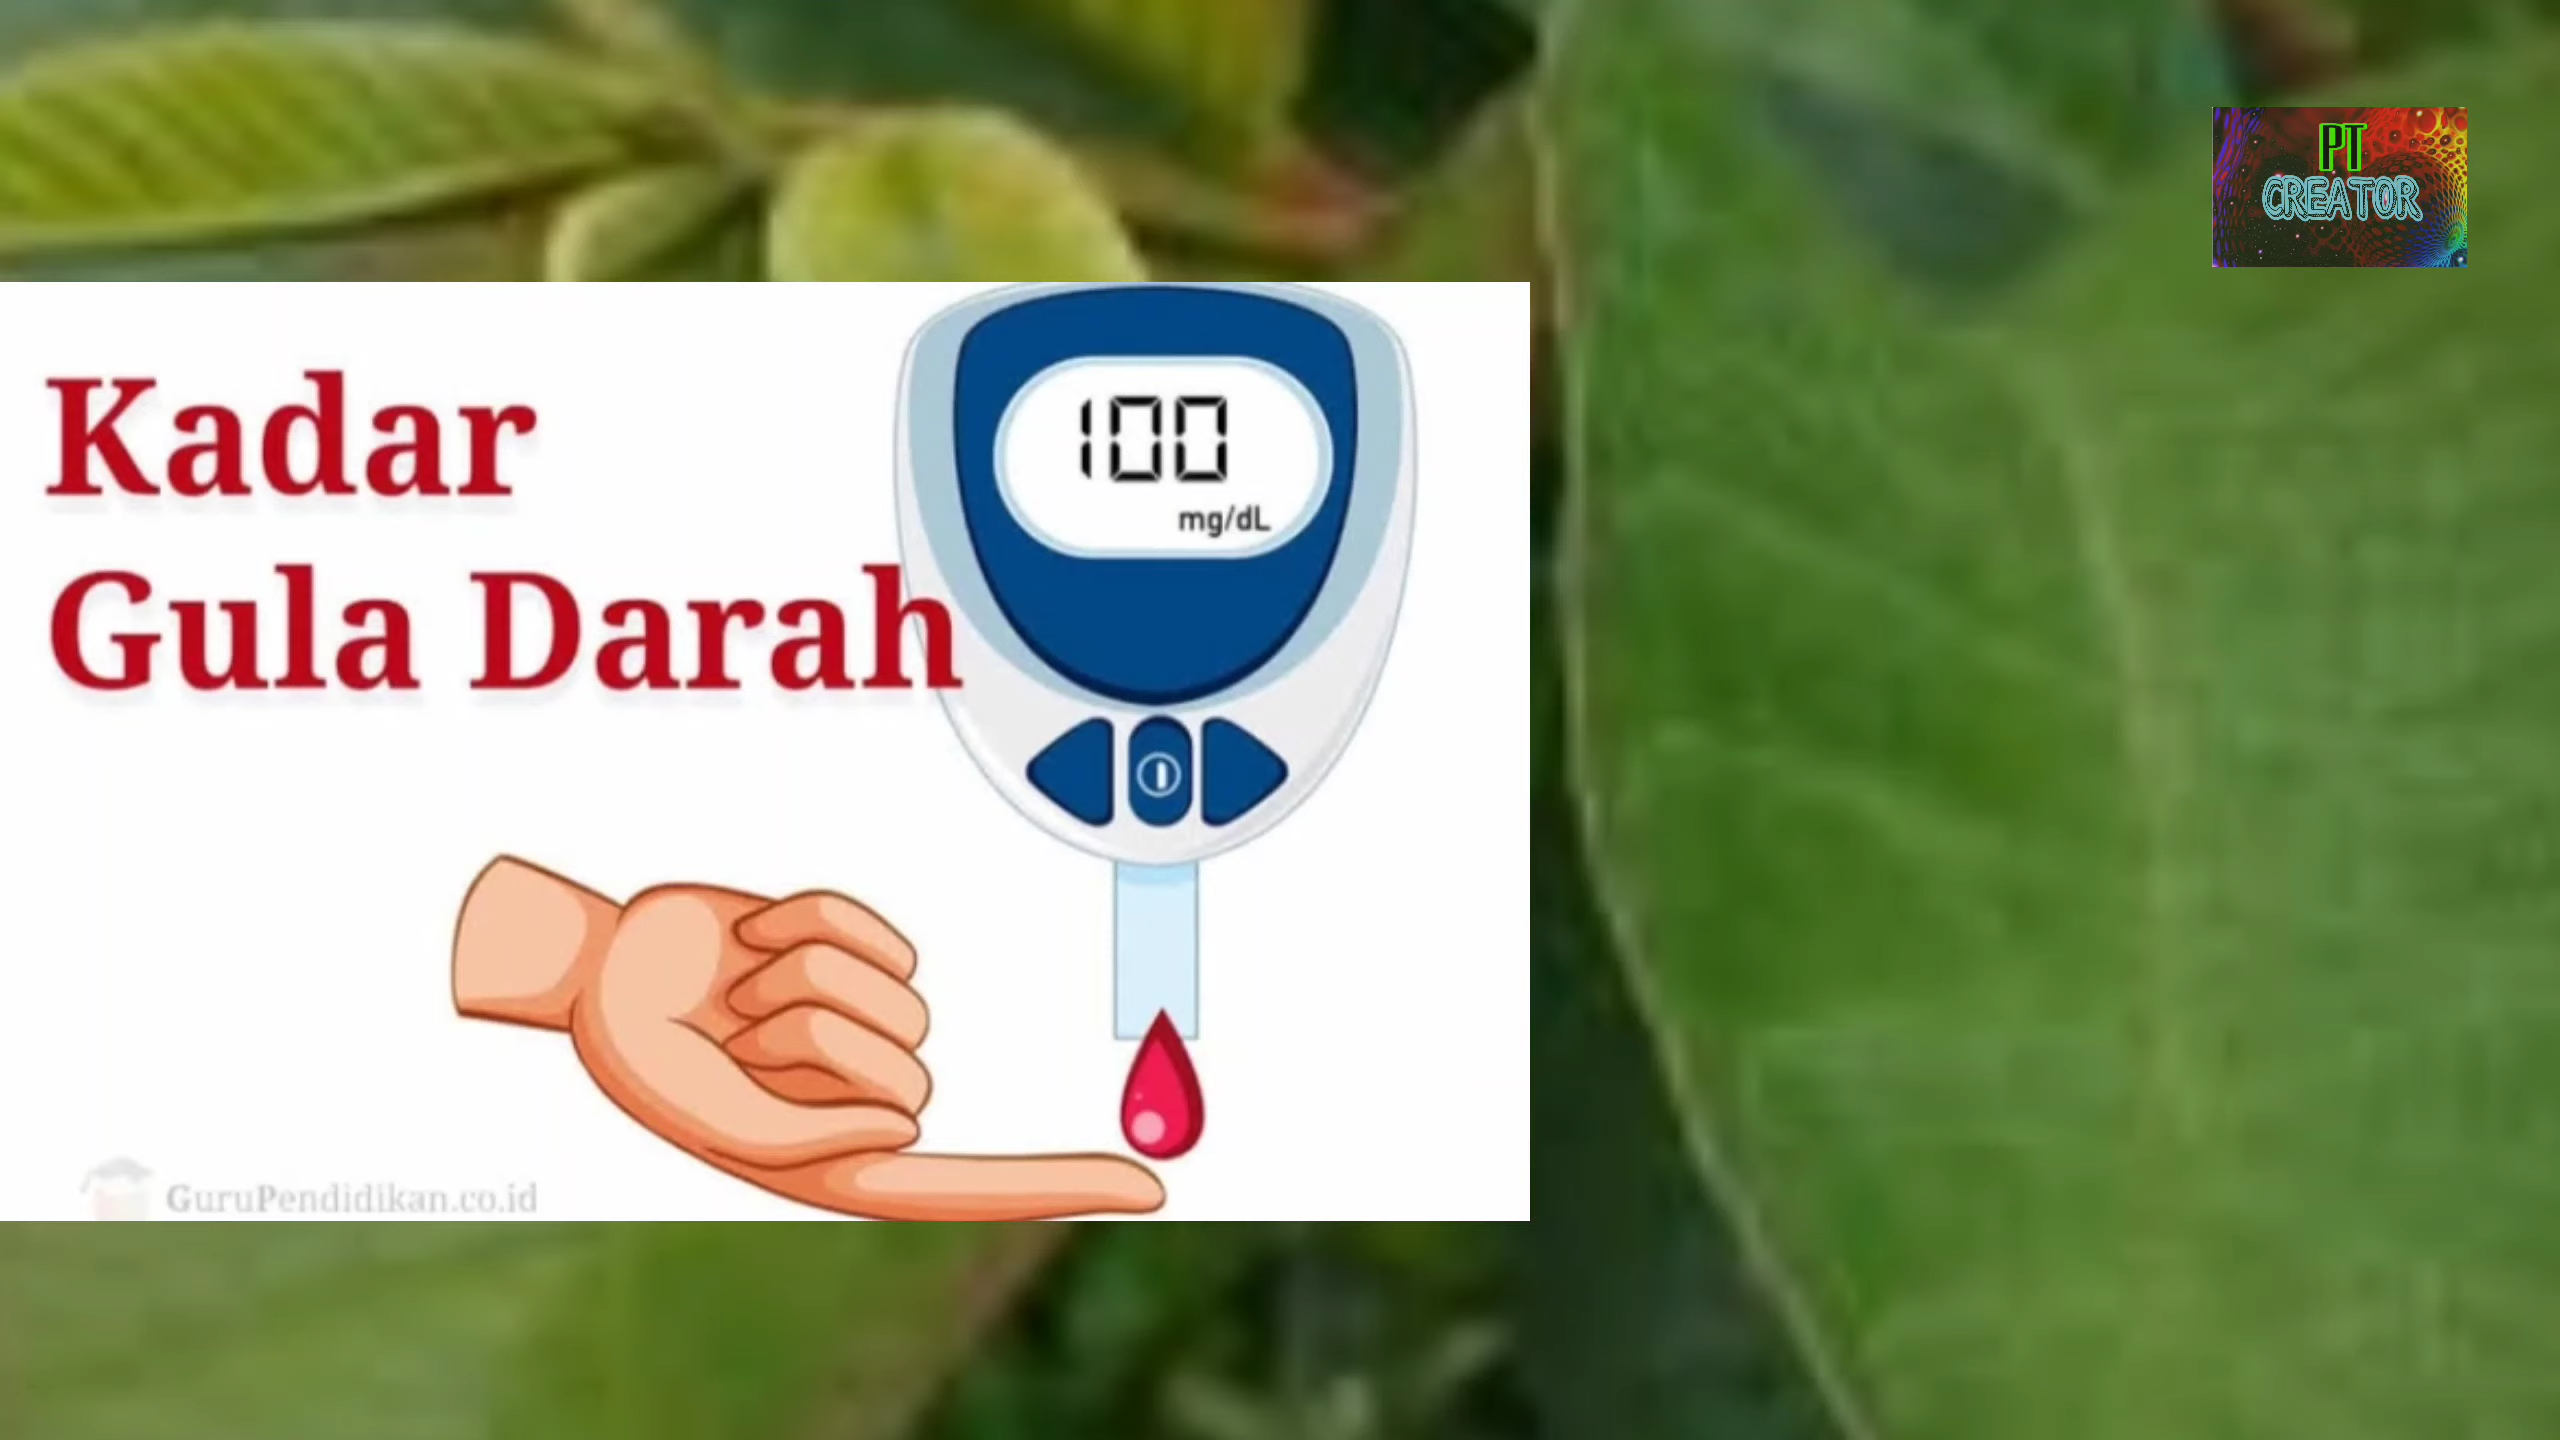 PT
CREATOR
Kadar
Gula Darah
100
mg/dL
GuruPendidikan.co.id